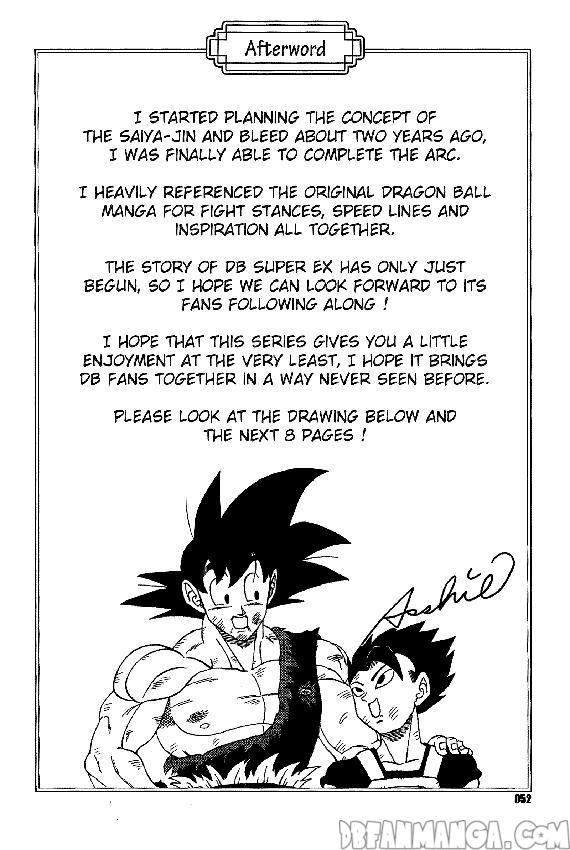 Afterword
I STARTED PLANNING THE CONCEPT OF
THE SAIYA-JIN AND BLEED ABOUT TWO YEARS AGO,
I WAS FINALLY ABLE TO COMPLETE THE ARC.
I HEAVILY REFERENCED THE ORIGINAL DRAGON BALL
MANGA FOR FIGHT STANCES, SPEED LINES AND
INSPIRATION ALL TOGETHER.
THE STORY OF DB SUPER EX HAS ONLY JUST
BEGUN, SO I HOPE WE CAN LOOK FORWARD TO ITS
FANS FOLLOWING ALONG !
I HOPE THAT THIS SERIES GIVES YOU A LITTLE
ENJOYMENT AT THE VERY LEAST, I HOPE IT BRINGS
DB FANS TOGETHER IN A WAY NEVER SEEN BEFORE.
PLEASE LOOK AT THE DRAWING BELOW AND
THE NEXT 8 PAGES !
052
DBFANMANGA.COM